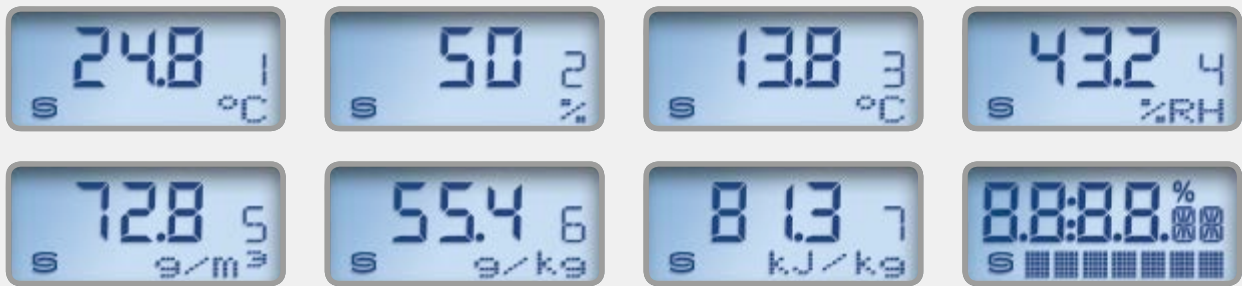 24.8 1
S °C
50 2
S %
13.8 3
S °C
43.2 4
S %RH
72.8 5
S g/m³
55.4 6
S g/kg
81.3 7
S kJ/kg
8.8:8.8.%
S